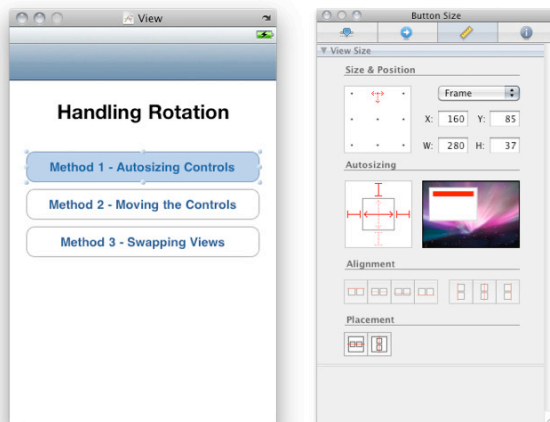 View
Handling Rotation
Method 1 - Autosizing Controls
Method 2 - Moving the Controls
Method 3 - Swapping Views
Button Size
View Size
Size & Position
Frame
X: 160 Y: 85
W: 280 H: 37
Autosizing
Alignment
Placement